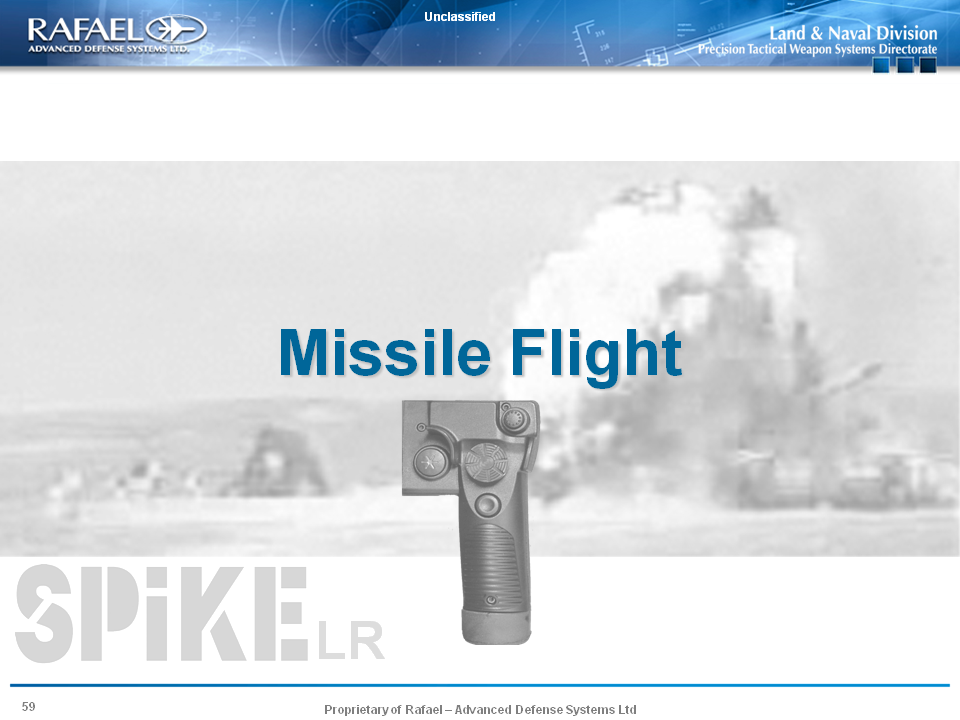 Unclassified
RAFAEL
ADVANCED DEFENSE SYSTEMS LTD.
Land & Naval Division
Precision Tactical Weapon Systems Directorate
Missile Flight
SPiKE LR
59
Proprietary of Rafael – Advanced Defense Systems Ltd